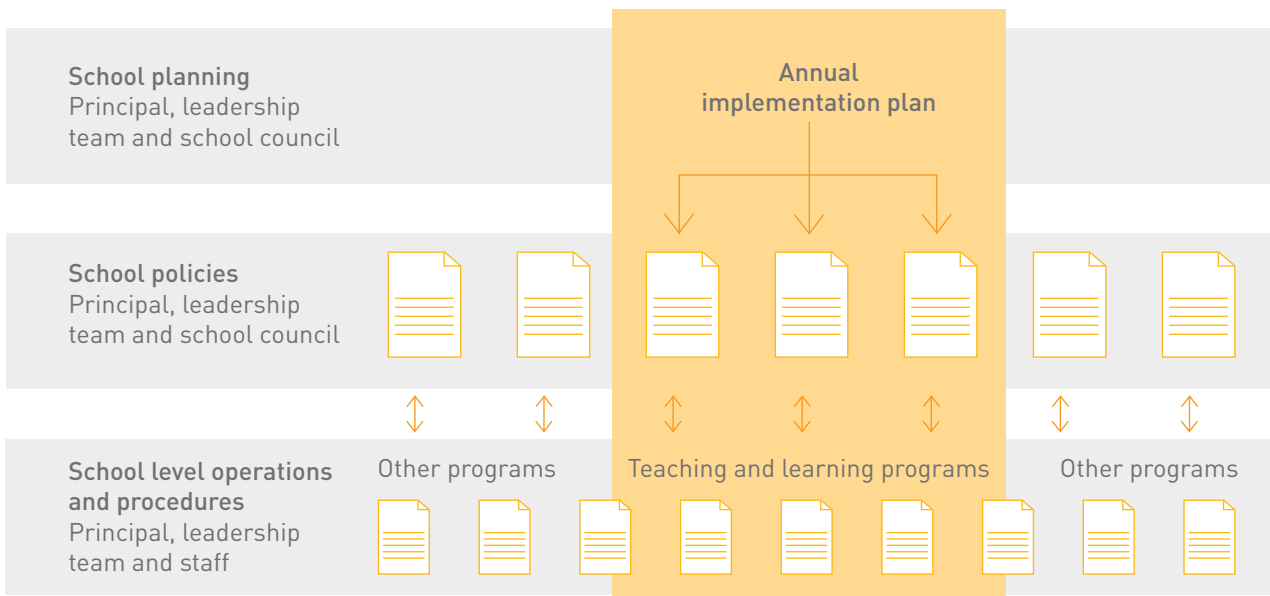 School planning
Principal, leadership
team and school council
Annual
implementation plan
School policies
Principal, leadership
team and school council
School level operations
and procedures
Principal, leadership
team and staff
Other programs
Teaching and learning programs
Other programs